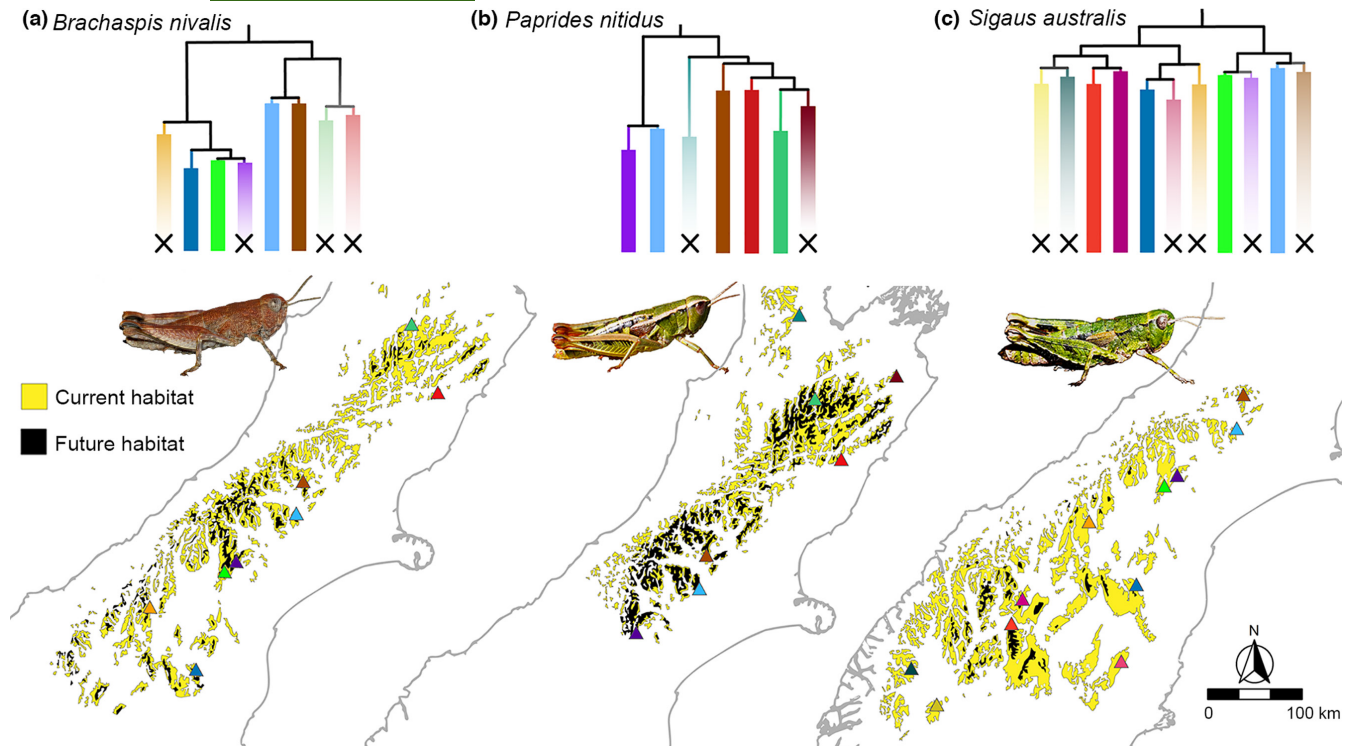 (a) Brachaspis nivalis
(b) Paprides nitidus
(c) Sigaus australis
Current habitat
Future habitat
N
0 100 km